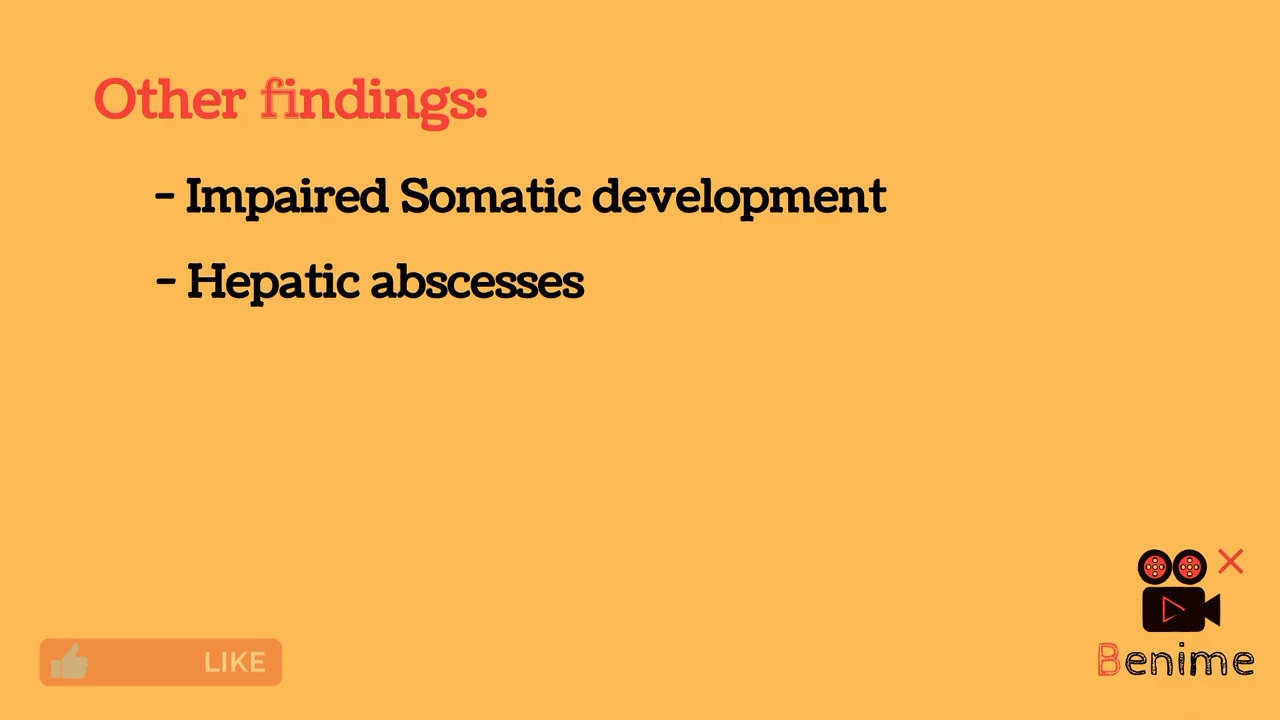 Other findings:
- Impaired Somatic development
- Hepatic abscesses
LIKE
Benime